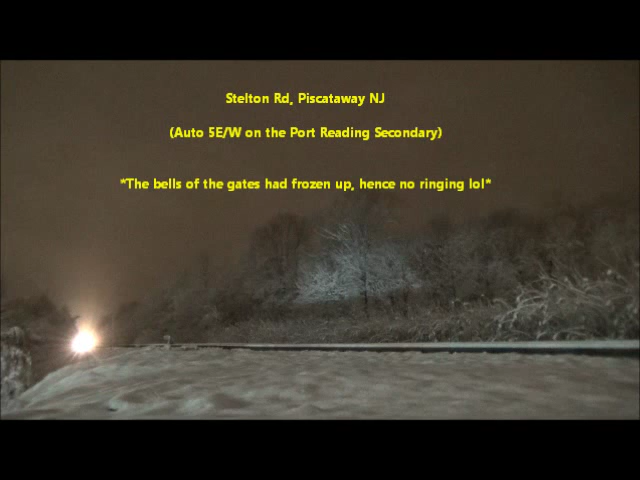 Stelton Rd, Piscataway NJ
(Auto 5E/W on the Port Reading Secondary)
*The bells of the gates had frozen up, hence no ringing lol*